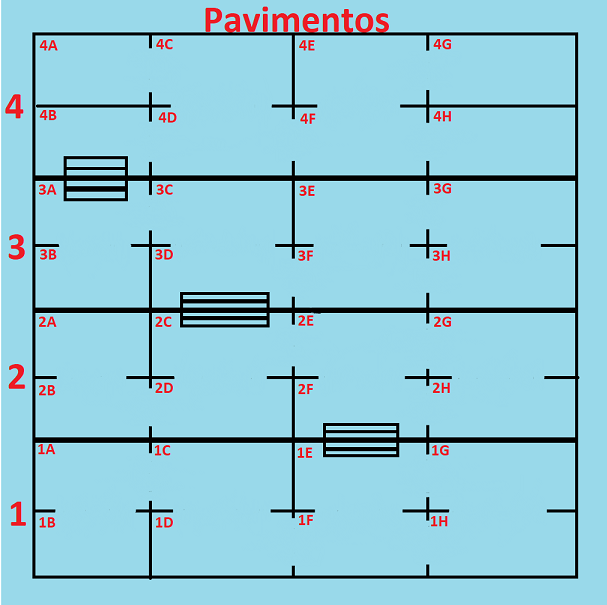 Pavimentos
4A 4C 4E 4G
4
4B 4D 4F 4H
3A 3C 3E 3G
3
3B 3D 3F 3H
2A 2C 2E 2G
2
2B 2D 2F 2H
1A 1C 1E 1G
1
1B 1D 1F 1H